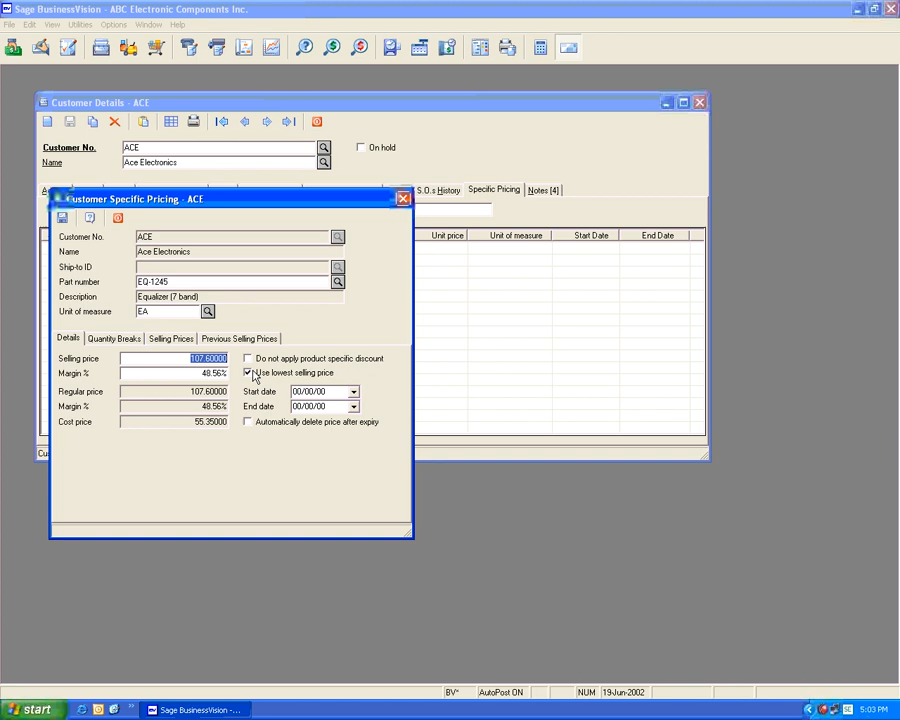 Sage BusinessVision - ABC Electronic Components Inc.
File Edit View Utilities Options Window Help
Customer Details - ACE
Customer No. ACE On hold
Name Ace Electronics
S.O.s History Specific Pricing Notes [4]
Unit price Unit of measure Start Date End Date
Customer Specific Pricing - ACE
Customer No. ACE
Name Ace Electronics
Ship-to ID
Part number EQ-1245
Description Equalizer (7 band)
Unit of measure EA
Details Quantity Breaks Selling Prices Previous Selling Prices
Selling price 107.60000 Do not apply product specific discount
Margin % 48.56% Use lowest selling price
Regular price 107.60000 Start date 00/00/00
Margin % 48.56% End date 00/00/00
Cost price 55.35000 Automatically delete price after expiry
BV* AutoPost ON NUM 19-Jun-2002
start Sage BusinessVision -... 5:03 PM